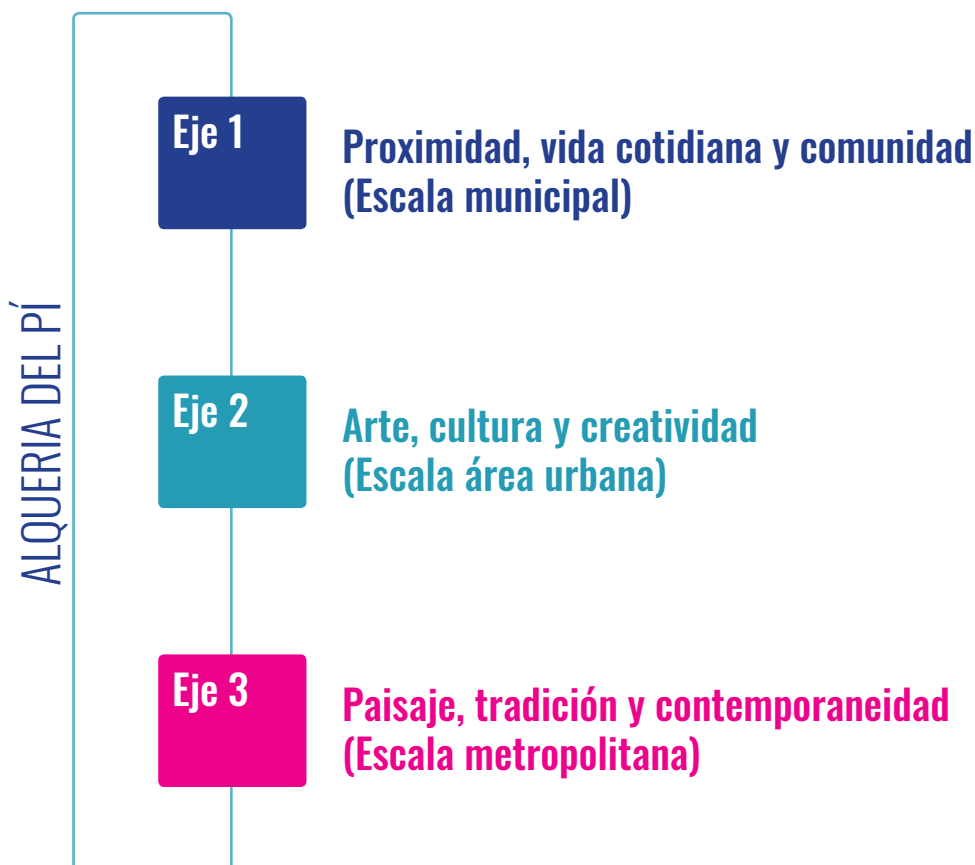 ALQUERIA DEL PÍ
Eje 1
Proximidad, vida cotidiana y comunidad
(Escala municipal)
Eje 2
Arte, cultura y creatividad
(Escala área urbana)
Eje 3
Paisaje, tradición y contemporaneidad
(Escala metropolitana)